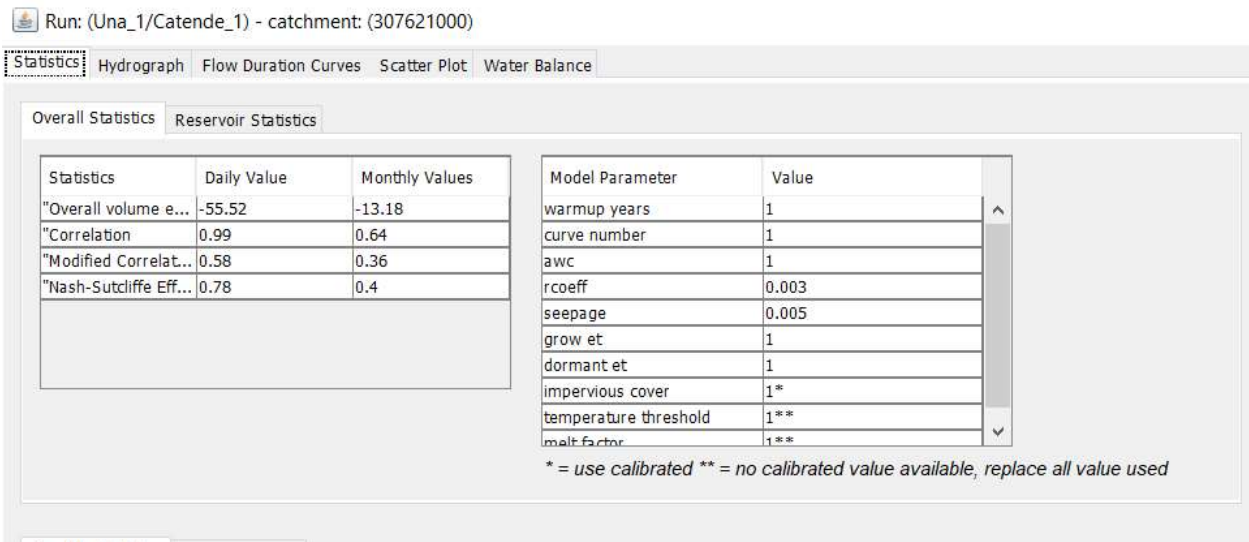 Run: (Una_1/Catende_1) - catchment: (307621000)
Statistics Hydrograph Flow Duration Curves Scatter Plot Water Balance
Overall Statistics Reservoir Statistics
Statistics Daily Value Monthly Values
"Overall volume e... -55.52 -13.18
"Correlation 0.99 0.64
"Modified Correlat... 0.58 0.36
"Nash-Sutcliffe Eff... 0.78 0.4
Model Parameter Value
warmup years 1
curve number 1
awc 1
rcoeff 0.003
seepage 0.005
grow et 1
dormant et 1
impervious cover 1*
temperature threshold 1**
melt factor 1**
* = use calibrated ** = no calibrated value available, replace all value used